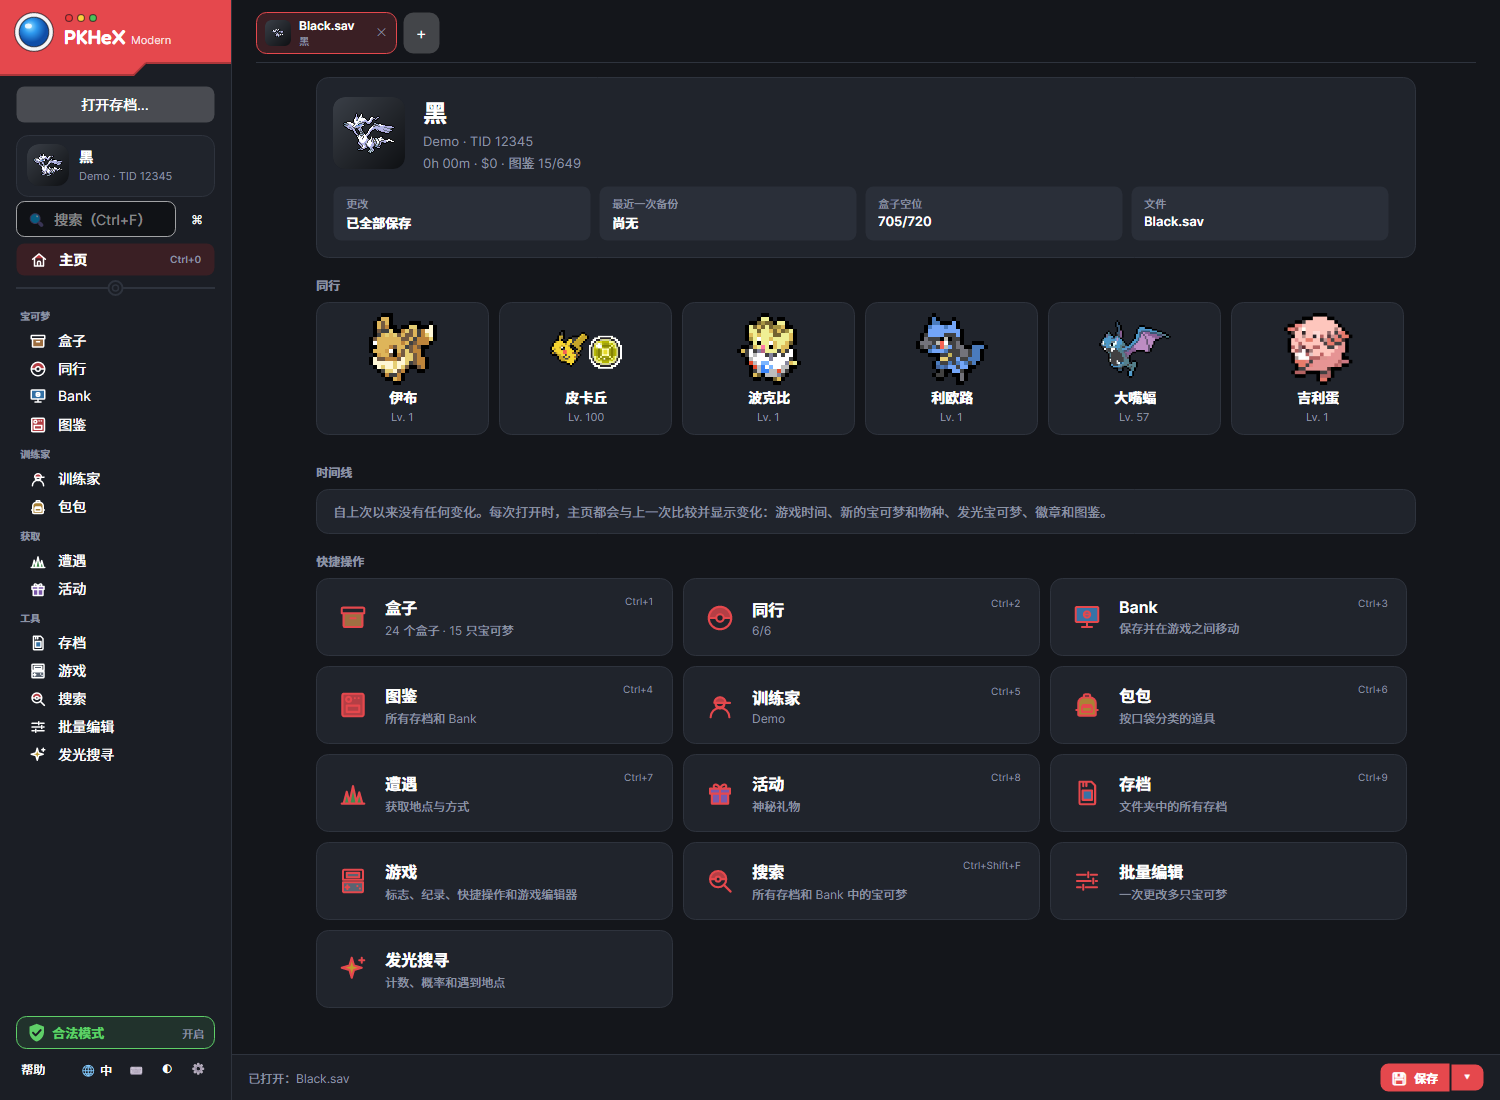 PKHeX Modern
打开存档...
黑
Demo · TID 12345
搜索（Ctrl+F）
⌘
主页 Ctrl+0
宝可梦
盒子
同行
Bank
图鉴
训练家
训练家
包包
获取
遭遇
活动
工具
存档
游戏
搜索
批量编辑
发光搜寻
合法模式 开启
帮助 中
Black.sav
黑
+
黑
Demo · TID 12345
0h 00m · $0 · 图鉴 15/649
更改
已全部保存
最近一次备份
尚无
盒子空位
705/720
文件
Black.sav
同行
伊布
Lv. 1
皮卡丘
Lv. 100
波克比
Lv. 1
利欧路
Lv. 1
大嘴蝠
Lv. 57
吉利蛋
Lv. 1
时间线
自上次以来没有任何变化。每次打开时，主页都会与上一次比较并显示变化：游戏时间、新的宝可梦和物种、发光宝可梦、徽章和图鉴。
快捷操作
盒子 Ctrl+1
24 个盒子 · 15 只宝可梦
同行 Ctrl+2
6/6
Bank Ctrl+3
保存并在游戏之间移动
图鉴 Ctrl+4
所有存档和 Bank
训练家 Ctrl+5
Demo
包包 Ctrl+6
按口袋分类的道具
遭遇 Ctrl+7
获取地点与方式
活动 Ctrl+8
神秘礼物
存档 Ctrl+9
文件夹中的所有存档
游戏
标志、纪录、快捷操作和游戏编辑器
搜索 Ctrl+Shift+F
所有存档和 Bank 中的宝可梦
批量编辑
一次更改多只宝可梦
发光搜寻
计数、概率和遇到地点
已打开：Black.sav
保存